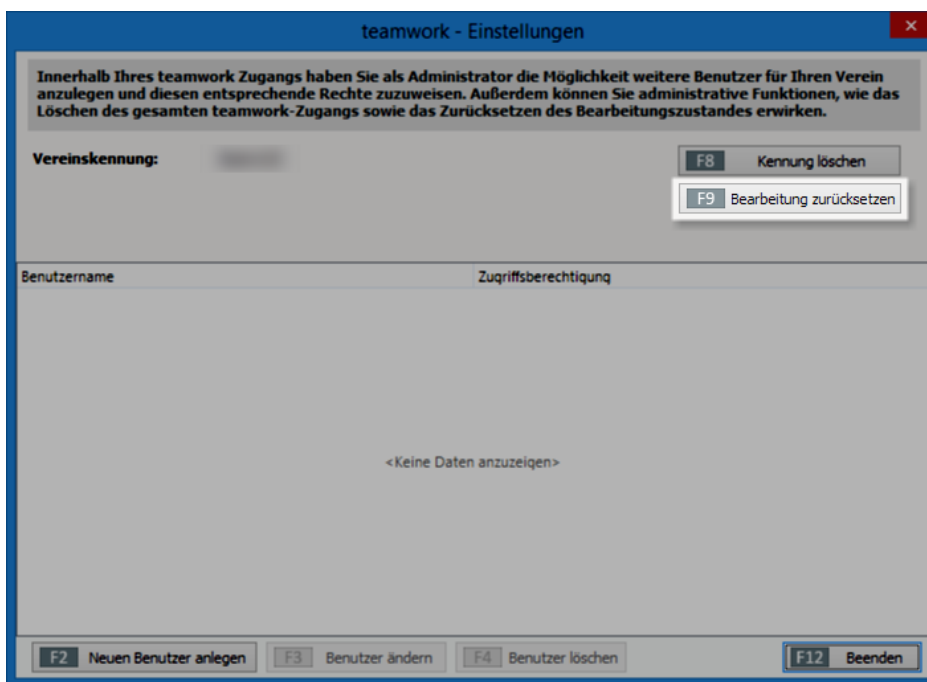 teamwork - Einstellungen
Innerhalb Ihres teamwork Zugangs haben Sie als Administrator die Möglichkeit weitere Benutzer für Ihren Verein
anzulegen und diesen entsprechende Rechte zuzuweisen. Außerdem können Sie administrative Funktionen, wie das
Löschen des gesamten teamwork-Zugangs sowie das Zurücksetzen des Bearbeitungszustandes erwirken.
Vereinskennung:
F8 Kennung löschen
F9 Bearbeitung zurücksetzen
Benutzername Zugriffsberechtigung
<Keine Daten anzuzeigen>
F2 Neuen Benutzer anlegen F3 Benutzer ändern F4 Benutzer löschen F12 Beenden